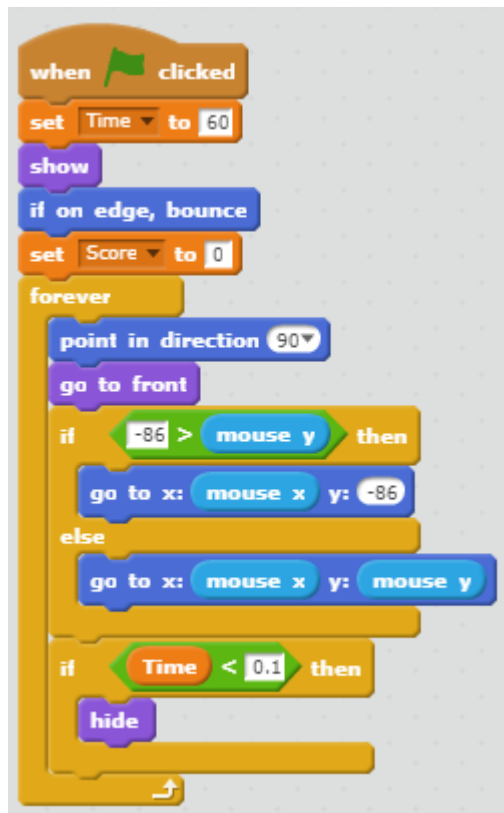 when clicked
set Time to 60
show
if on edge, bounce
set Score to 0
forever
point in direction 90
go to front
if -86 > mouse y then
go to x: mouse x y: -86
else
go to x: mouse x y: mouse y
if Time < 0.1 then
hide